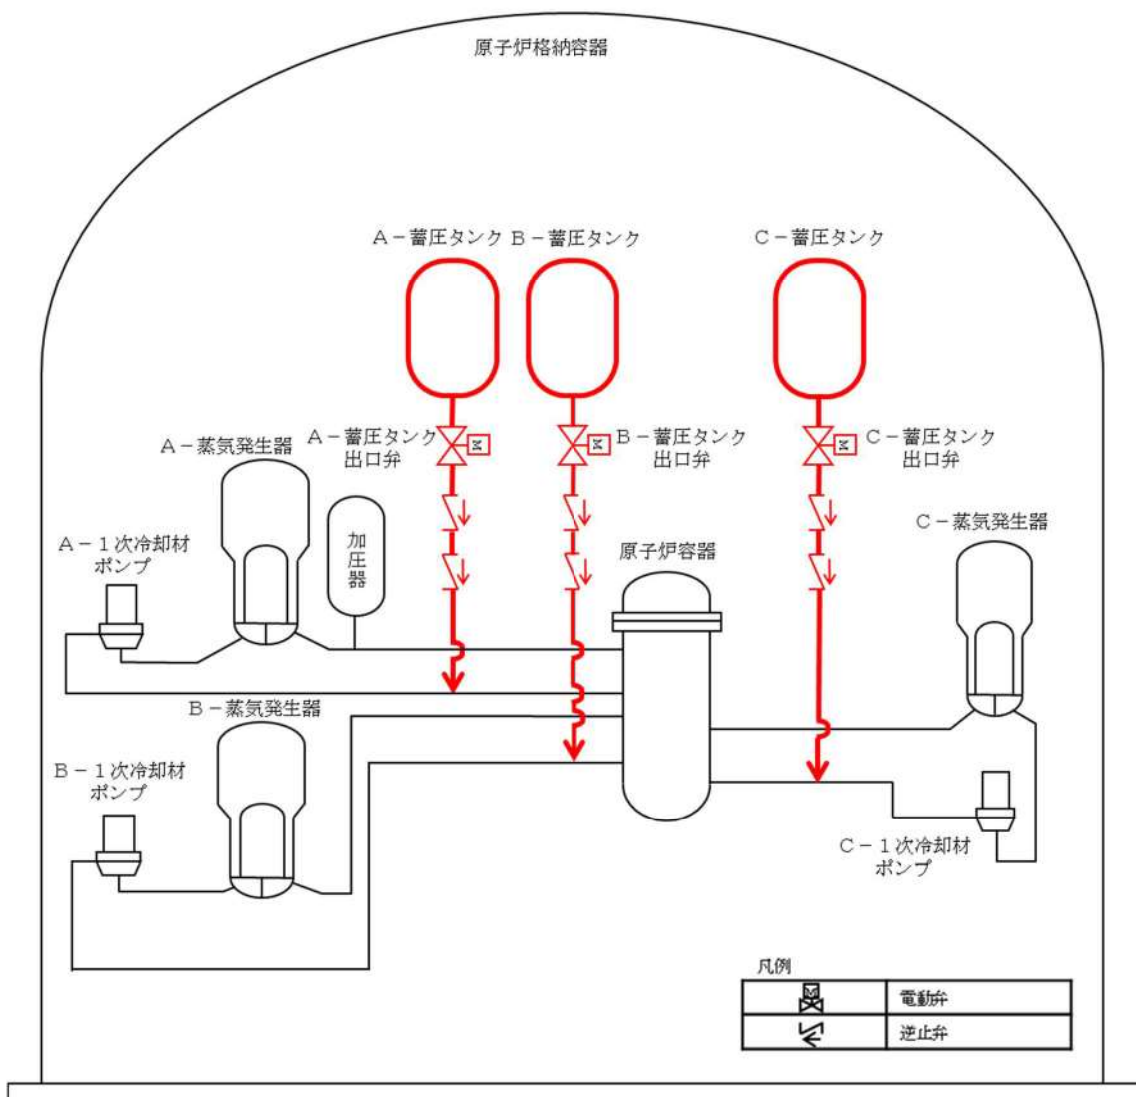 原子炉格納容器
A-蓄圧タンク
B-蓄圧タンク
C-蓄圧タンク
A-蓄圧タンク
出口弁
M
B-蓄圧タンク
出口弁
M
C-蓄圧タンク
出口弁
M
A-蒸気発生器
加圧器
原子炉容器
C-蒸気発生器
A-1次冷却材
ポンプ
B-蒸気発生器
B-1次冷却材
ポンプ
C-1次冷却材
ポンプ
凡例
M
電動弁
逆止弁